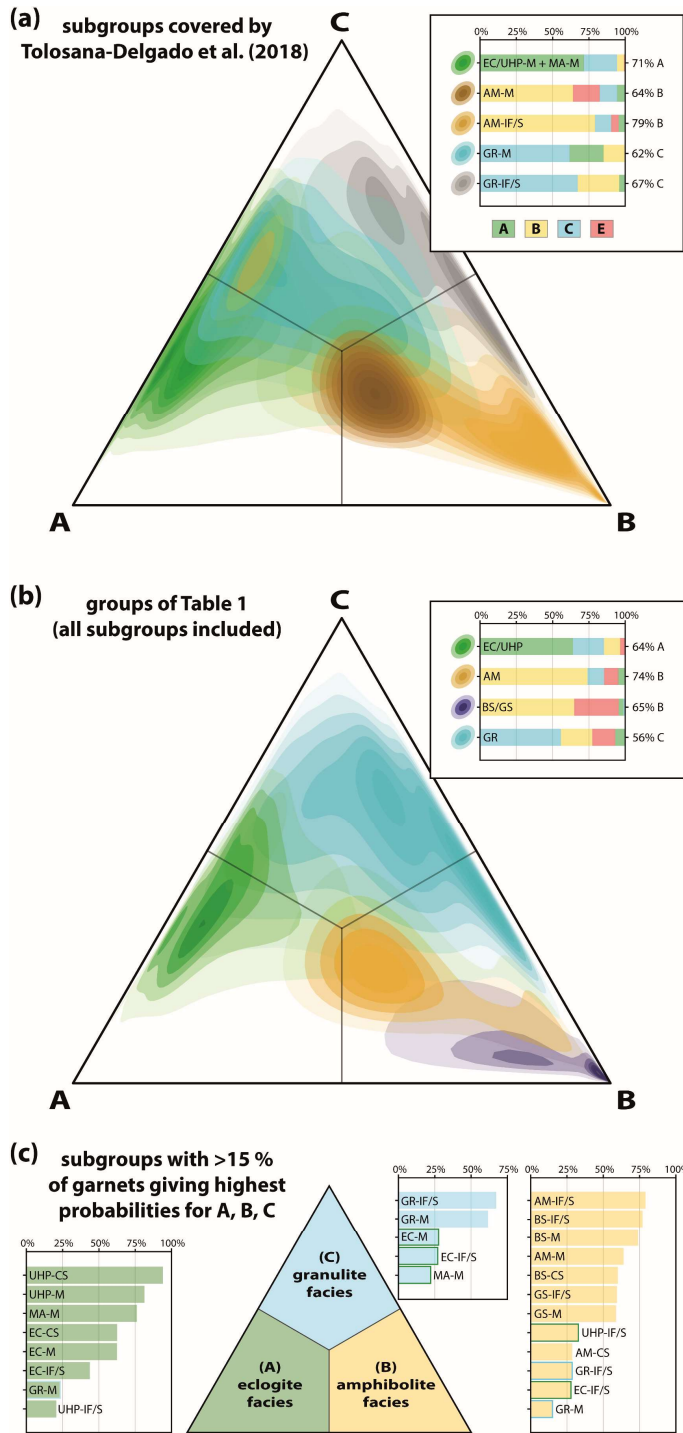 (a)
subgroups covered by
Tolosana-Delgado et al. (2018)
C
A
B
0% 25% 50% 75% 100%
EC/UHP-M + MA-M 71% A
AM-M 64% B
AM-IF/S 79% B
GR-M 62% C
GR-IF/S 67% C
A B C E
(b)
groups of Table 1
(all subgroups included)
C
A
B
0% 25% 50% 75% 100%
EC/UHP 64% A
AM 74% B
BS/GS 65% B
GR 56% C
(c)
subgroups with >15 %
of garnets giving highest
probabilities for A, B, C
0% 25% 50% 75% 100%
UHP-CS
UHP-M
MA-M
EC-CS
EC-M
EC-IF/S
GR-M
UHP-IF/S
(C)
granulite
facies
(A)
eclogite
facies
(B)
amphibolite
facies
0% 25% 50% 75%
GR-IF/S
GR-M
EC-M
EC-IF/S
MA-M
0% 25% 50% 75% 100%
AM-IF/S
BS-IF/S
BS-M
AM-M
BS-CS
GS-IF/S
GS-M
UHP-IF/S
AM-CS
GR-IF/S
EC-IF/S
GR-M